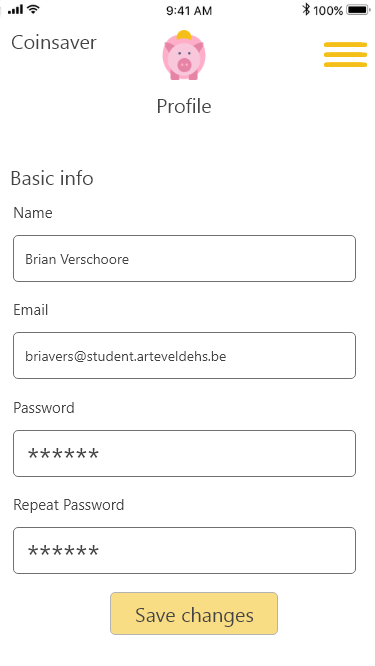 9:41 AM 100%
Coinsaver
Profile
Basic info
Name
Brian Verschoore
Email
briavers@student.arteveldehs.be
Password
******
Repeat Password
******
Save changes